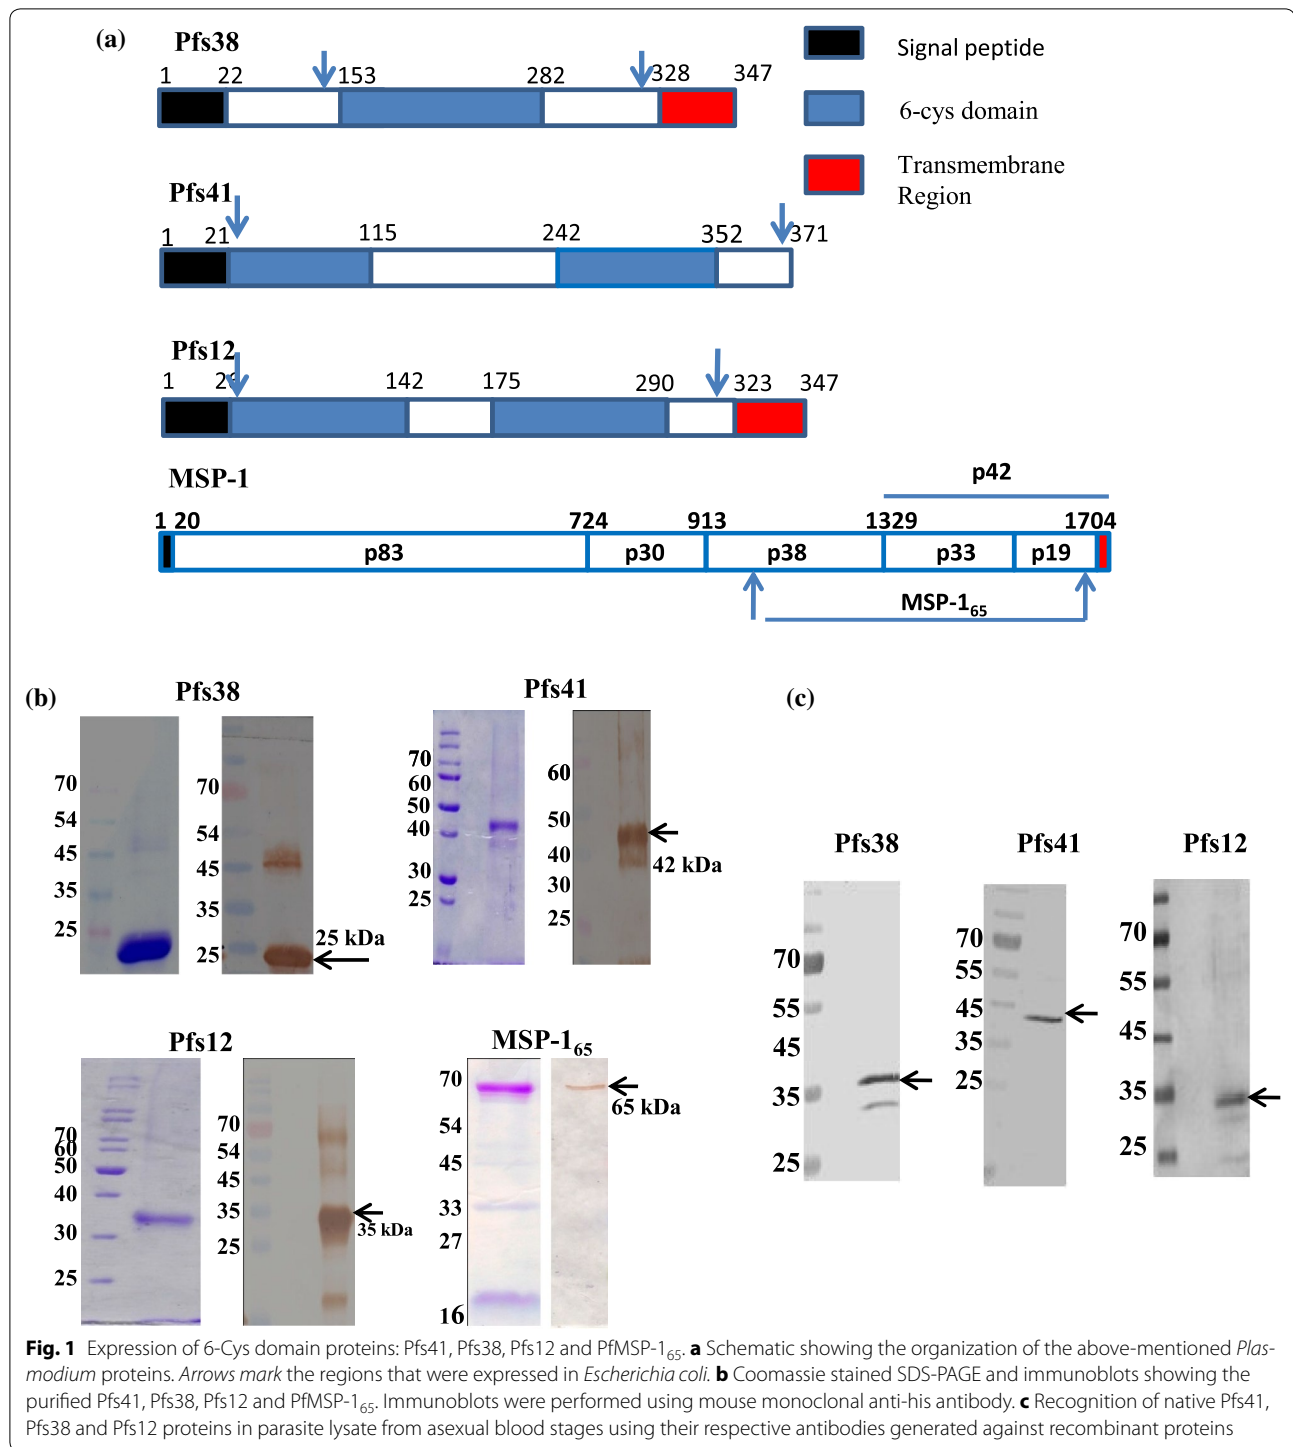 (a)
Pfs38
1 22 153 282 328 347
Signal peptide
6-cys domain
Transmembrane
Region
Pfs41
1 21 115 242 352 371
Pfs12
1 142 175 290 323 347
MSP-1
p42
1 20 724 913 1329 1704
p83 p30 p38 p33 p19
MSP-1₆₅
(b)
Pfs38
70
54
45
35
25
70
54
45
35
25
25 kDa
Pfs41
70
60
50
40
30
25
60
50
40
30
25
42 kDa
Pfs12
70
60
50
40
30
25
70
54
45
35
25
35 kDa
MSP-1₆₅
70
54
45
33
27
16
65 kDa
(c)
Pfs38
70
55
45
35
25
Pfs41
70
55
45
35
25
Pfs12
70
55
45
35
25
Fig. 1 Expression of 6-Cys domain proteins: Pfs41, Pfs38, Pfs12 and PfMSP-1₆₅. a Schematic showing the organization of the above-mentioned Plas-
modium proteins. Arrows mark the regions that were expressed in Escherichia coli. b Coomassie stained SDS-PAGE and immunoblots showing the
purified Pfs41, Pfs38, Pfs12 and PfMSP-1₆₅. Immunoblots were performed using mouse monoclonal anti-his antibody. c Recognition of native Pfs41,
Pfs38 and Pfs12 proteins in parasite lysate from asexual blood stages using their respective antibodies generated against recombinant proteins